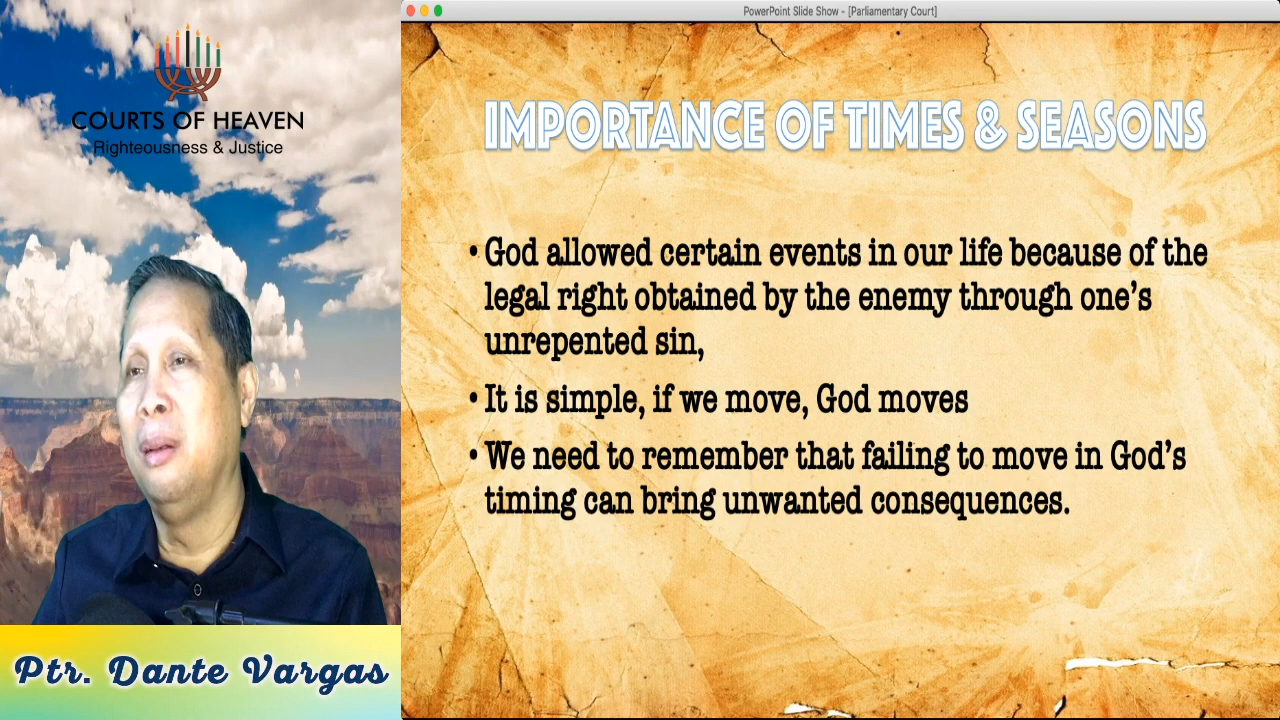 PowerPoint Slide Show - [Parliamentary Court]
COURTS OF HEAVEN
Righteousness & Justice
IMPORTANCE OF TIMES & SEASONS
• God allowed certain events in our life because of the
legal right obtained by the enemy through one’s
unrepented sin,
• It is simple, if we move, God moves
• We need to remember that failing to move in God’s
timing can bring unwanted consequences.
Ptr. Dante Vargas